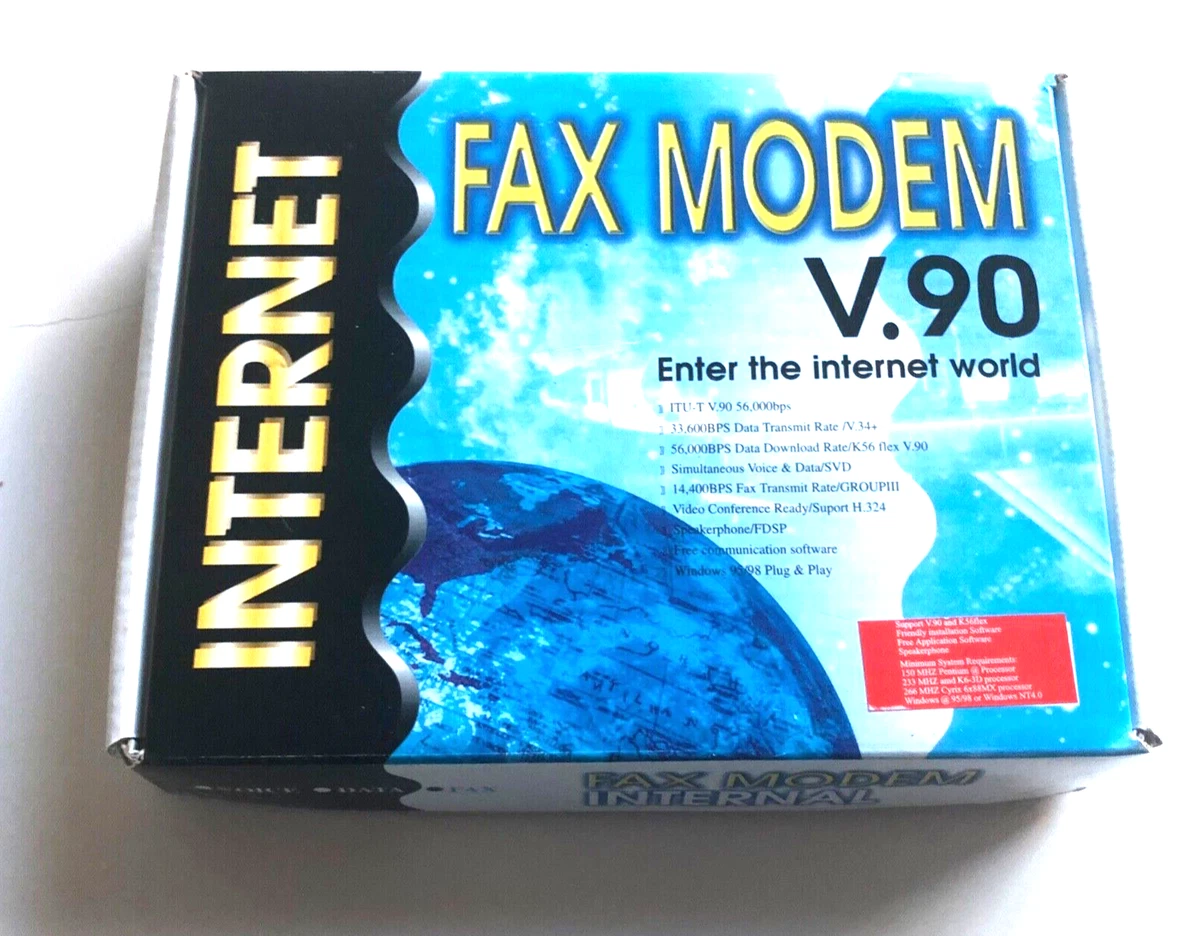 INTERNET
FAX MODEM
V.90
Enter the internet world
ITU-T V.90 56,000bps
33,600BPS Data Transmit Rate /V.34+
56,000BPS Data Download Rate/K56 flex V.90
Simultaneous Voice & Data/SVD
14,400BPS Fax Transmit Rate/GROUPIII
Video Conference Ready/Suport H.324
Speakerphone/FDSP
Free communication software
Windows 95/98 Plug & Play
Support V.90 and K56flex
Friendly installation Software
Free Application Software
Speakerphone
Minimum System Requirements:
150 MHZ Pentium @ Processor
233 MHZ amd K6-3D processor
266 MHZ Cyrix 6x86MX processor
Windows @ 95/98 or Windows NT4.0
VOICE DATA FAX
FAX MODEM
INTERNAL